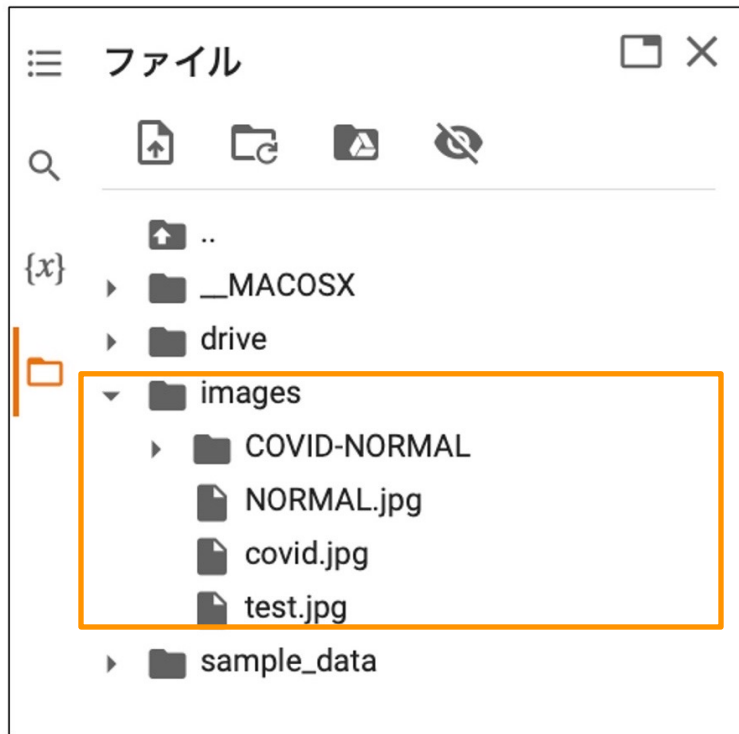 ファイル
..
{x}
__MACOSX
drive
images
COVID-NORMAL
NORMAL.jpg
covid.jpg
test.jpg
sample_data